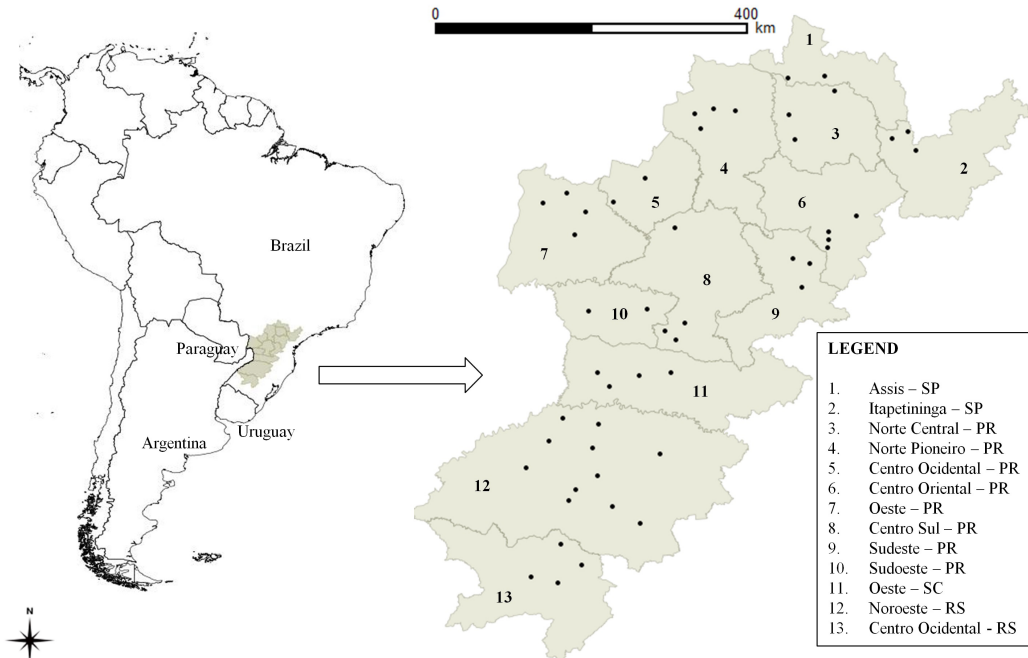 0 400
km
Brazil
Paraguay
Uruguay
Argentina
N
1
2
3
4
5
6
7
8
9
10
11
12
13
LEGEND
1. Assis – SP
2. Itapetininga – SP
3. Norte Central – PR
4. Norte Pioneiro – PR
5. Centro Ocidental – PR
6. Centro Oriental – PR
7. Oeste – PR
8. Centro Sul – PR
9. Sudeste – PR
10. Sudoeste – PR
11. Oeste – SC
12. Noroeste – RS
13. Centro Ocidental - RS